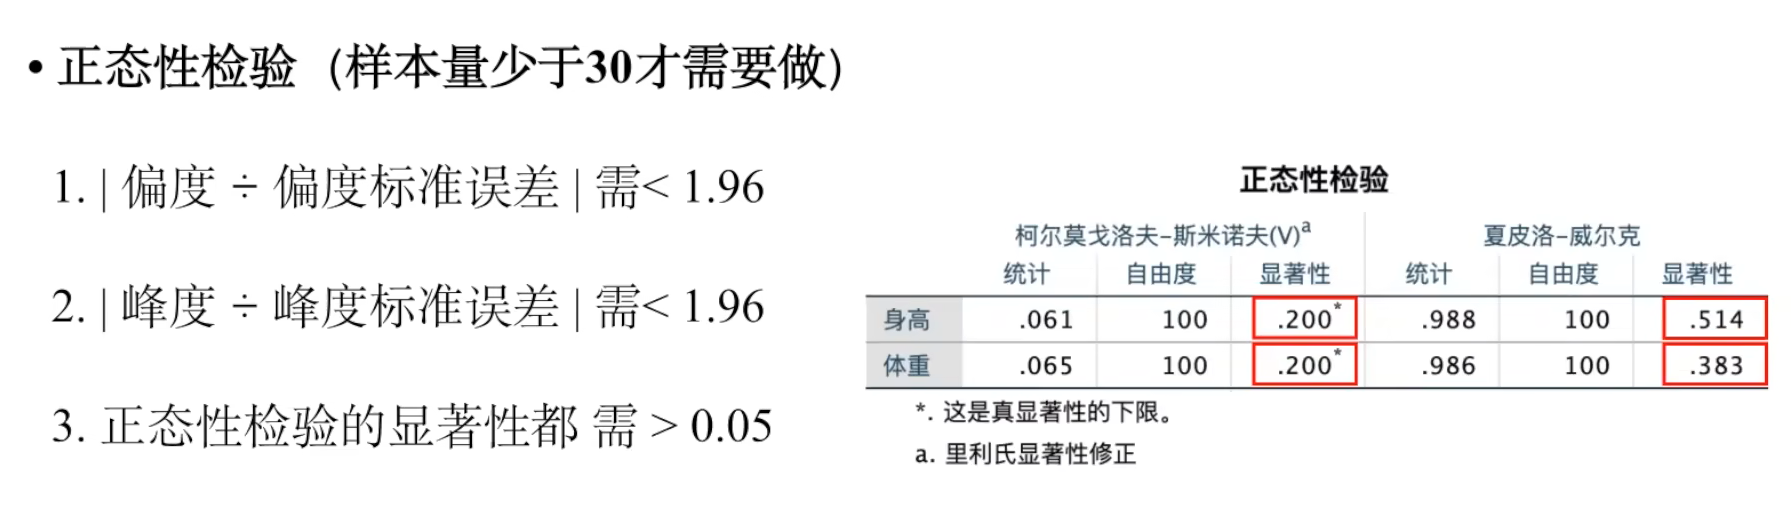 • 正态性检验（样本量少于30才需要做）
1. | 偏度 ÷ 偏度标准误差 | 需< 1.96
2. | 峰度 ÷ 峰度标准误差 | 需< 1.96
3. 正态性检验的显著性都 需 > 0.05
正态性检验
柯尔莫戈洛夫–斯米诺夫(V)a 夏皮洛–威尔克
统计 自由度 显著性 统计 自由度 显著性
身高 .061 100 .200* .988 100 .514
体重 .065 100 .200* .986 100 .383
*. 这是真显著性的下限。
a. 里利氏显著性修正